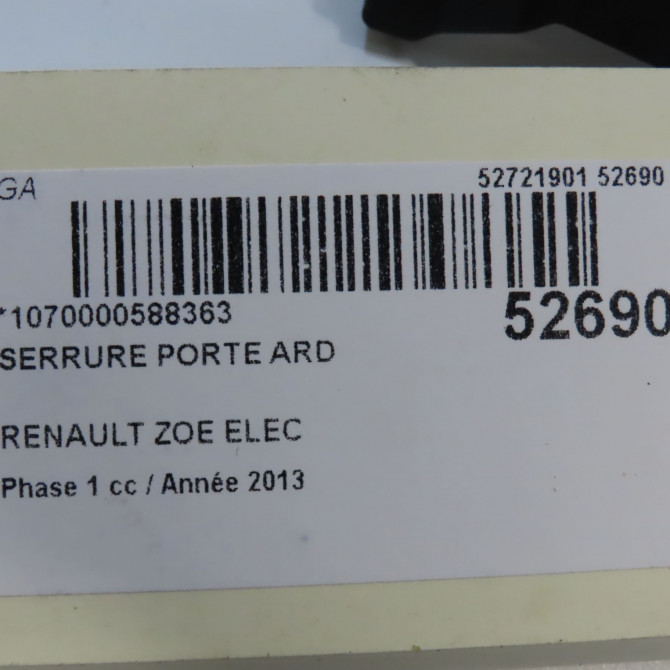 GA
52721901 52690
*1070000588363
52690
SERRURE PORTE ARD
RENAULT ZOE ELEC
Phase 1 cc / Année 2013